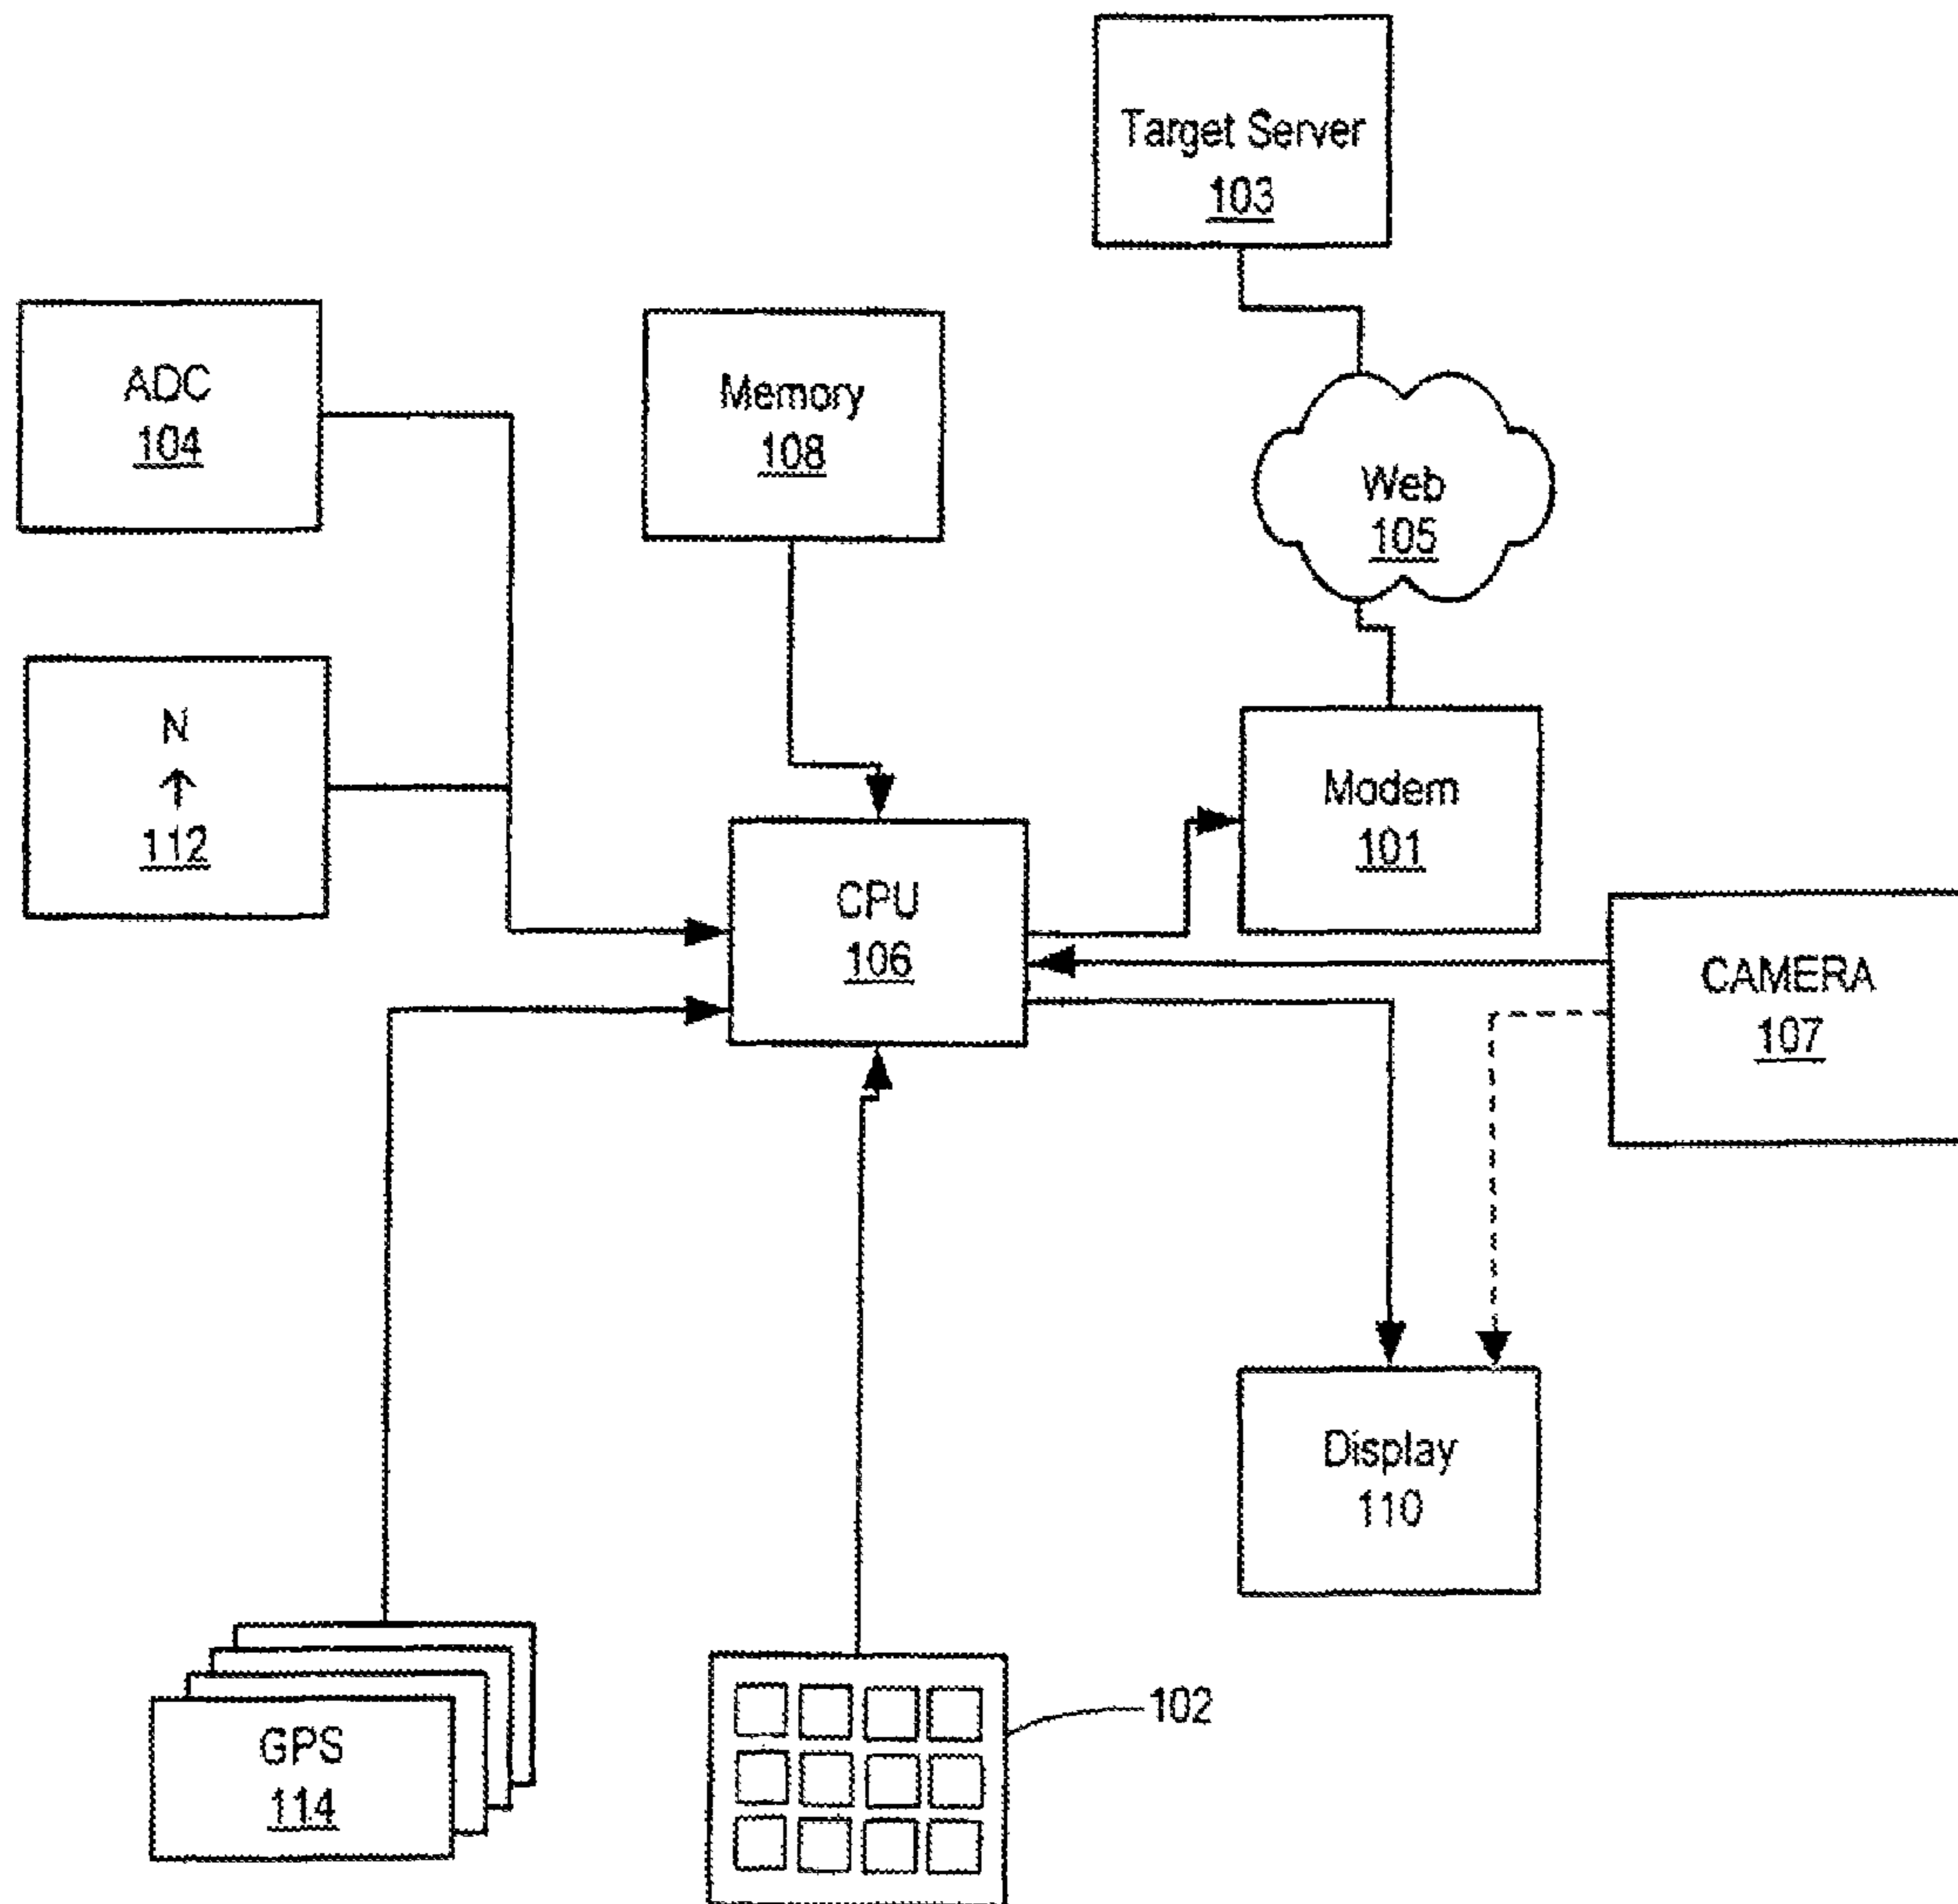 Target Server
103
ADC
104
Memory
108
Web
105
N
112
Modem
101
CPU
106
CAMERA
107
Display
110
102
GPS
114